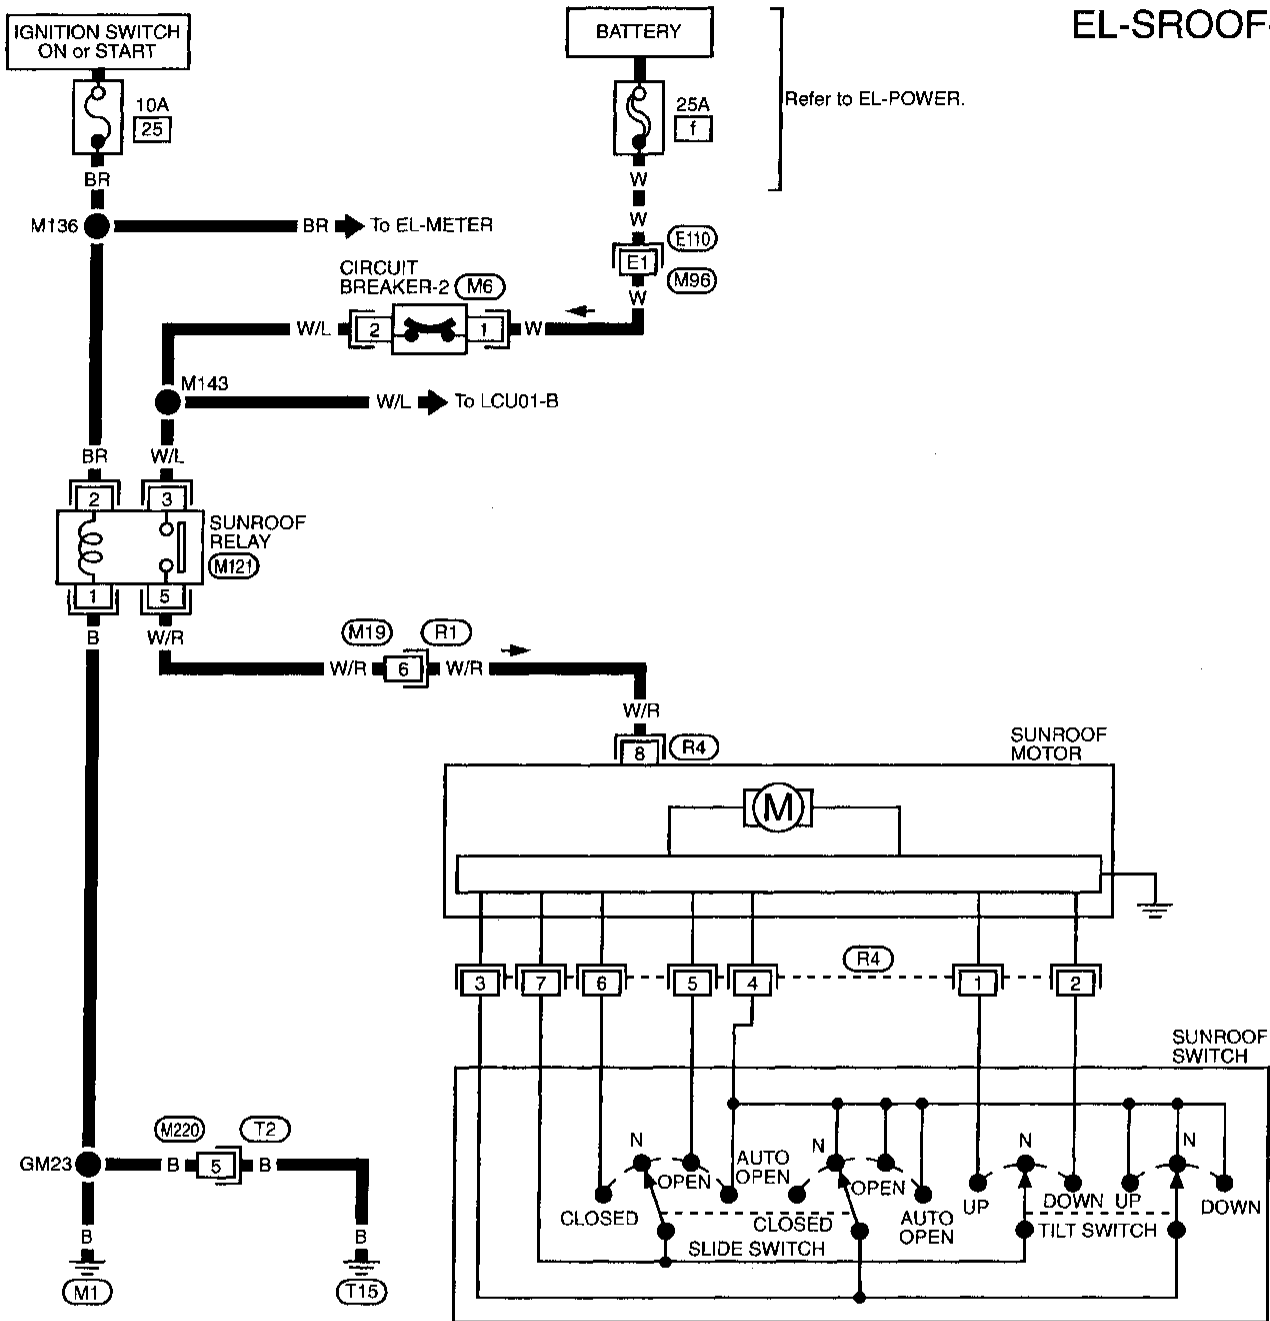 EL-SROOF-
IGNITION SWITCH
ON or START
BATTERY
10A
25
25A
f
Refer to EL-POWER.
BR
W
M136
BR
To EL-METER
W
E110
E1
M96
W
CIRCUIT
BREAKER-2
M6
W/L
2
1
W
M143
W/L
To LCU01-B
BR
W/L
2
3
SUNROOF
RELAY
M121
1
5
B
W/R
M19
R1
W/R
6
W/R
W/R
8
R4
SUNROOF
MOTOR
M
R4
3
7
6
5
4
1
2
SUNROOF
SWITCH
M220
T2
GM23
B
5
B
N
OPEN
AUTO
OPEN
N
OPEN
N
N
CLOSED
CLOSED
AUTO
OPEN
UP
DOWN
UP
DOWN
SLIDE SWITCH
TILT SWITCH
B
B
M1
T15